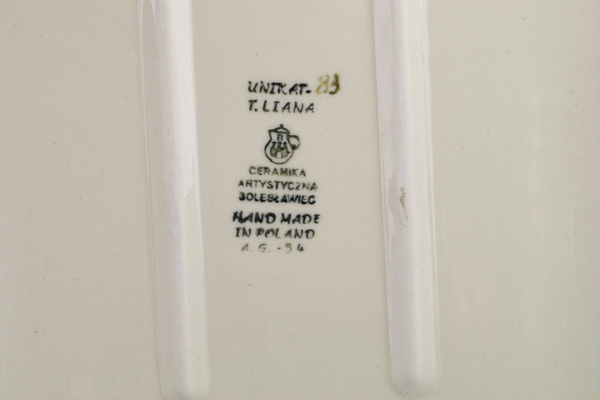 UNIKAT-83
T.LIANA
CERAMIKA
ARTYSTYCZNA
BOLESŁAWIEC
HAND MADE
IN POLAND
A. G. -54